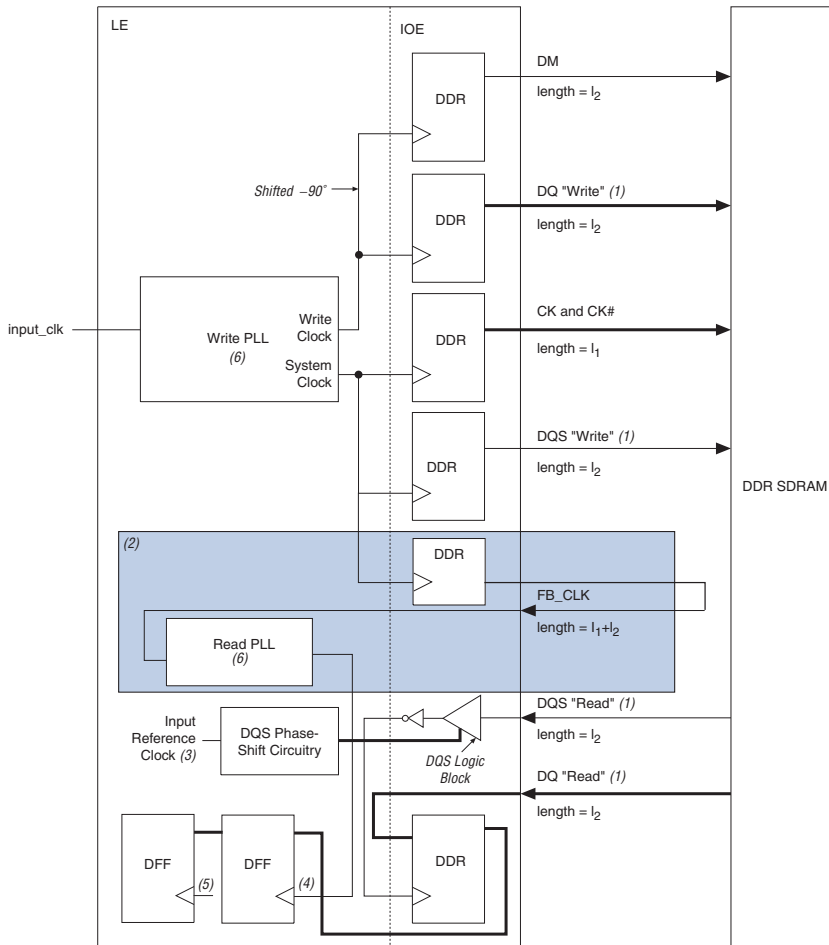 LE
IOE
DM
DDR
length = l2
Shifted −90°
DQ "Write" (1)
DDR
length = l2
input_clk
Write PLL
(6)
Write
Clock
System
Clock
CK and CK#
DDR
length = l1
DQS "Write" (1)
DDR
length = l2
DDR SDRAM
(2)
DDR
FB_CLK
length = l1+l2
Read PLL
(6)
Input
Reference
Clock (3)
DQS Phase-
Shift Circuitry
DQS Logic
Block
DQS "Read" (1)
length = l2
DQ "Read" (1)
length = l2
DFF
(5)
DFF
(4)
DDR